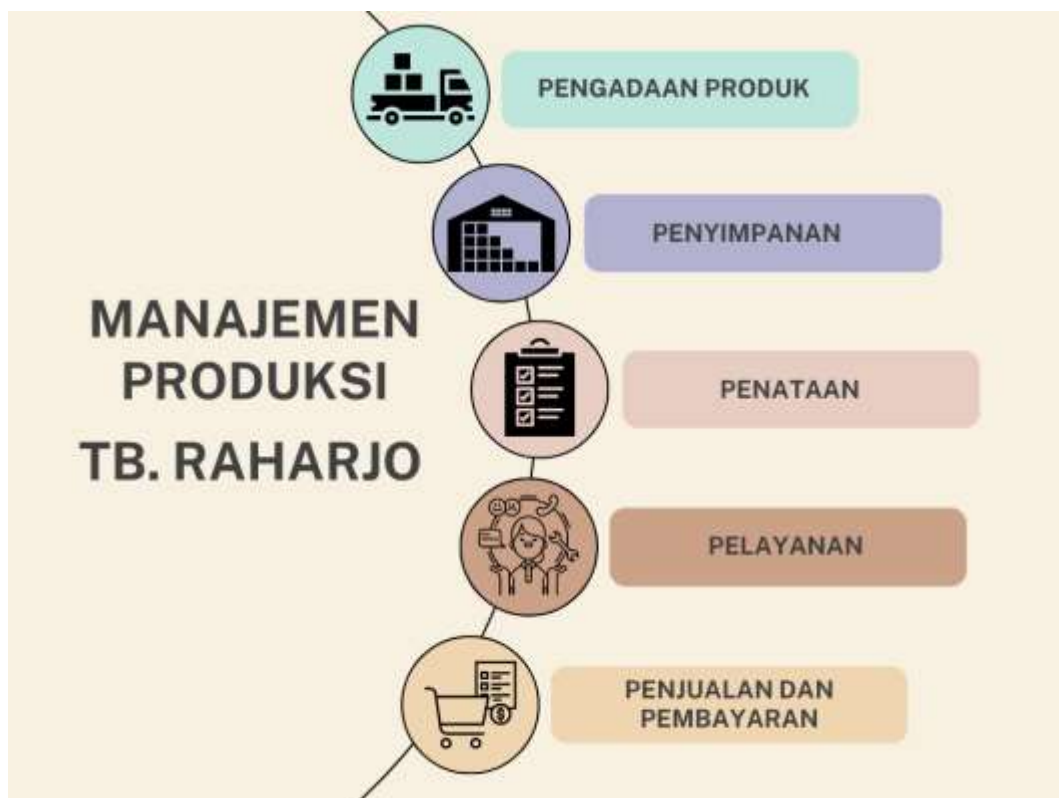 MANAJEMEN
PRODUKSI
TB. RAHARJO
PENGADAAN PRODUK
PENYIMPANAN
PENATAAN
PELAYANAN
PENJUALAN DAN
PEMBAYARAN